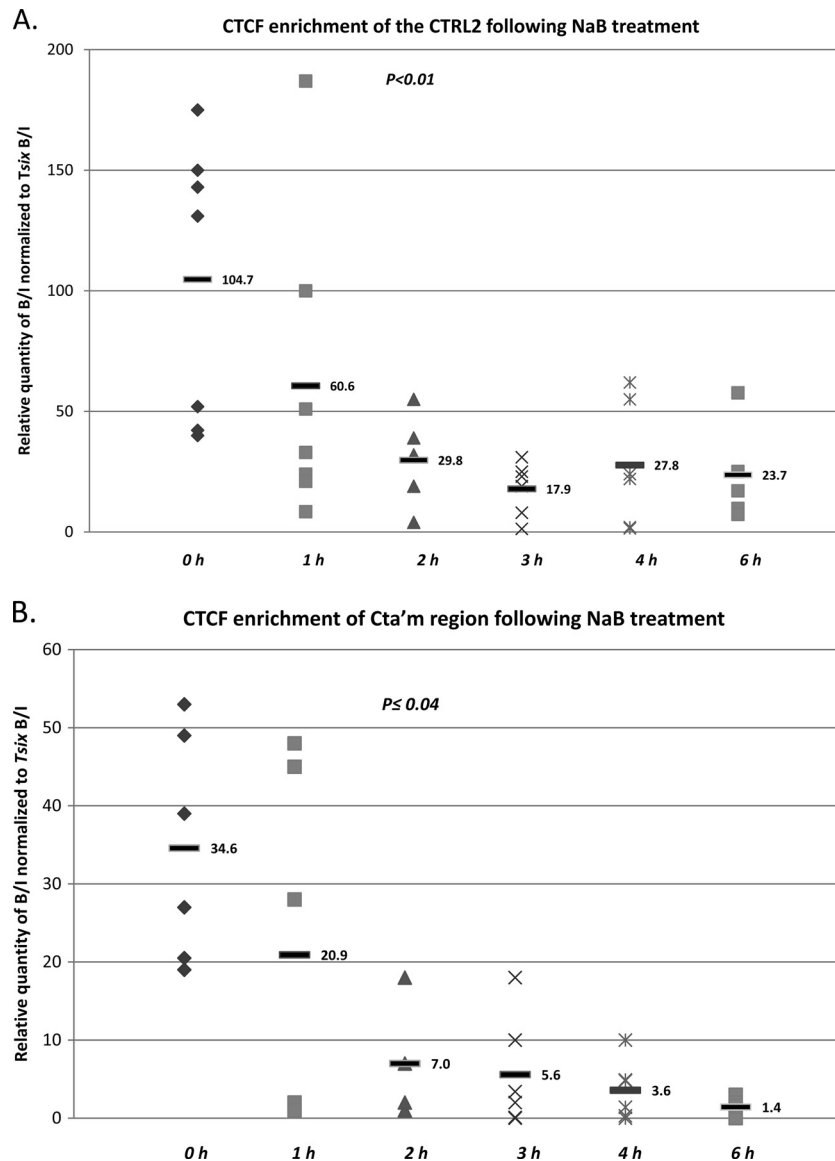 A.
CTCF enrichment of the CTRL2 following NaB treatment
Relative quantity of B/I normalized to Tsix B/I
200
150
100
50
0
P<0.01
104.7
60.6
29.8
17.9
27.8
23.7
0 h
1 h
2 h
3 h
4 h
6 h
B.
CTCF enrichment of Cta’m region following NaB treatment
Relative quantity of B/I normalized to Tsix B/I
60
50
40
30
20
10
0
P≤ 0.04
34.6
20.9
7.0
5.6
3.6
1.4
0 h
1 h
2 h
3 h
4 h
6 h